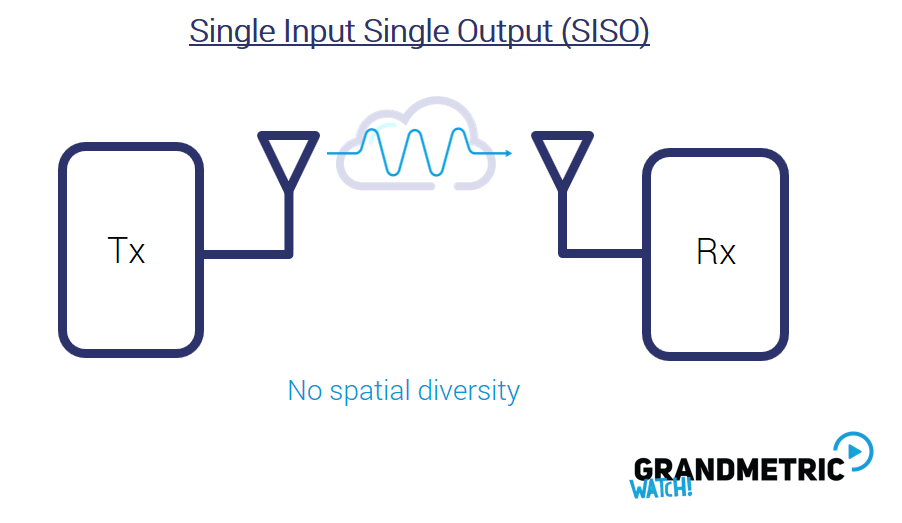 Single Input Single Output (SISO)
Tx
Rx
No spatial diversity
GRANDMETRIC
WATCH!